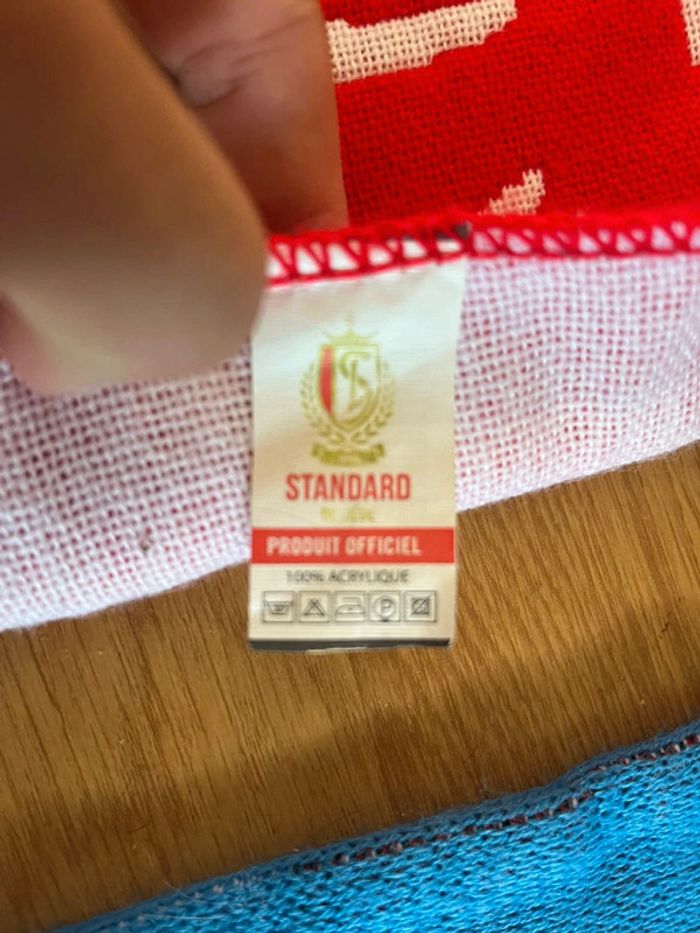 STANDARD
PRODUIT OFFICIEL
100% ACRYLIQUE